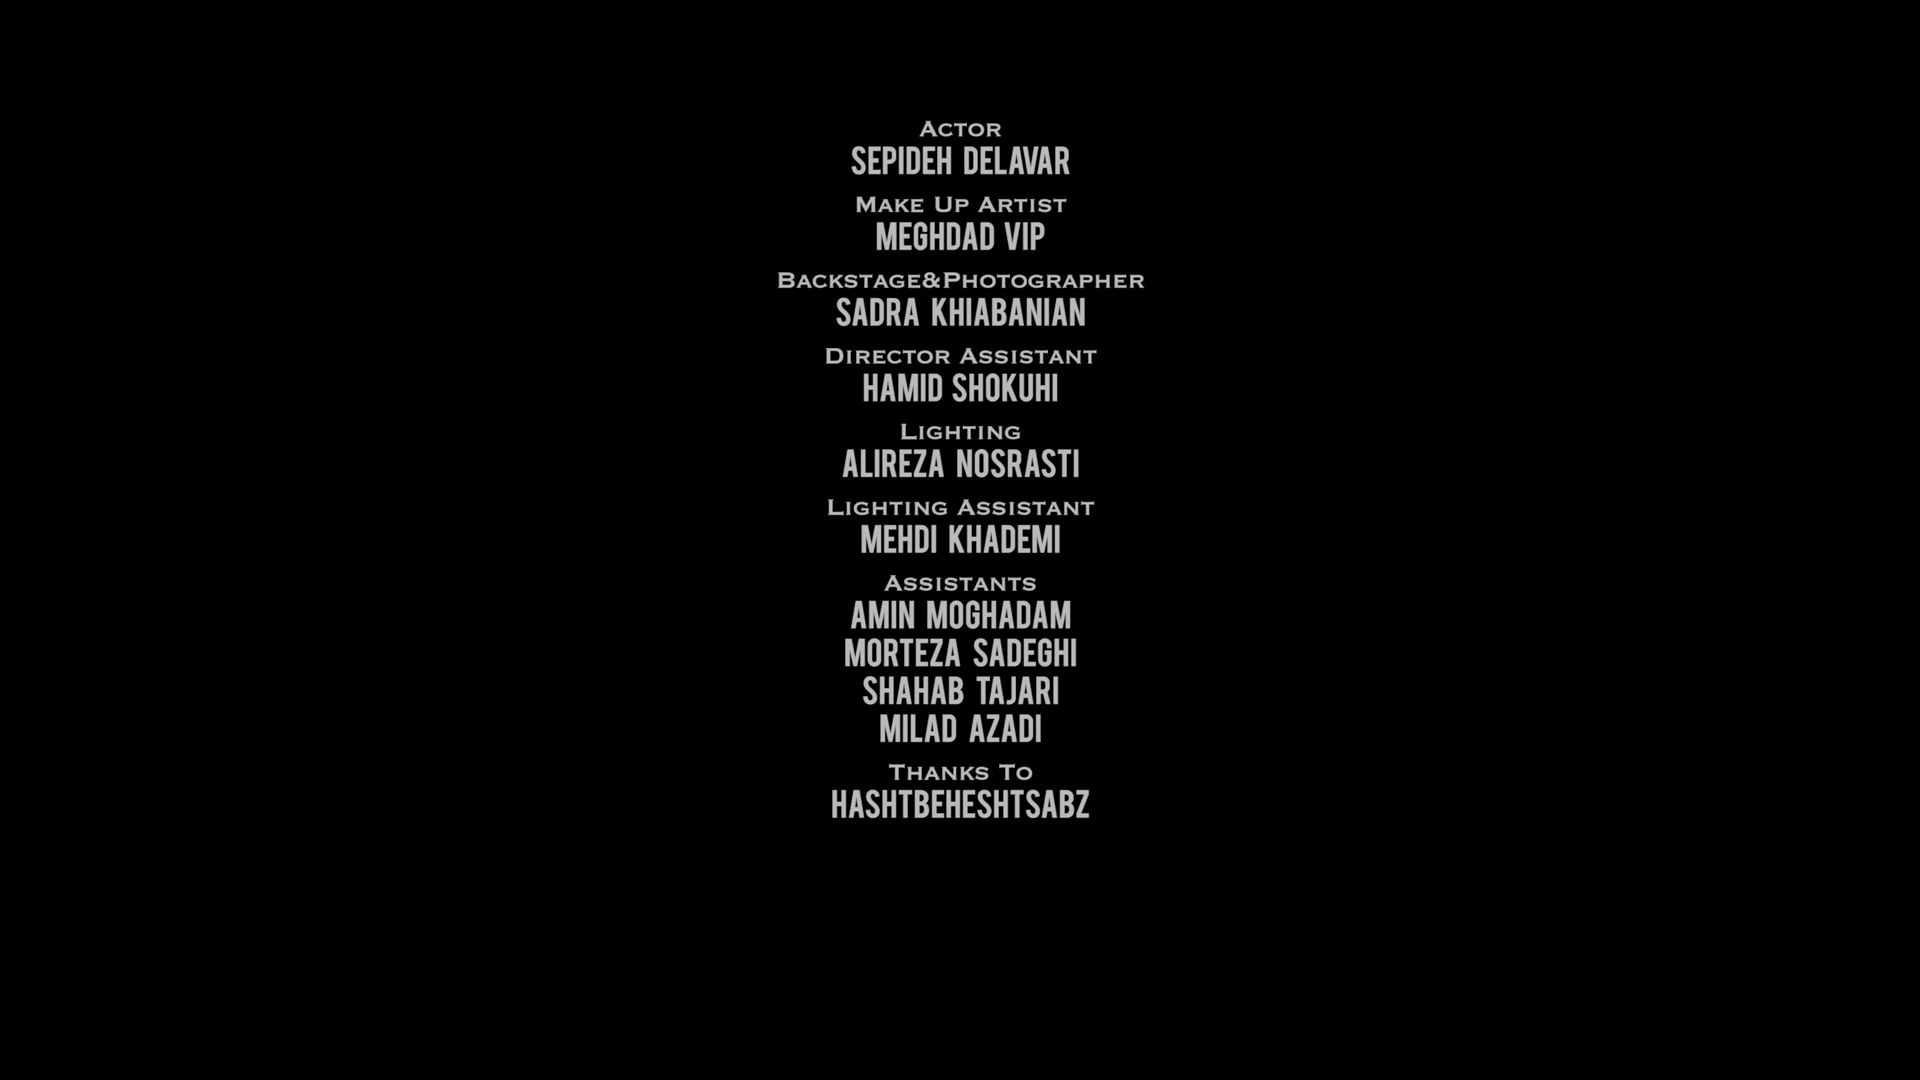 Actor
SEPIDEH DELAVAR
Make Up Artist
MEGHDAD VIP
Backstage&Photographer
SADRA KHIABANIAN
Director Assistant
HAMID SHOKUHI
Lighting
ALIREZA NOSRASTI
Lighting Assistant
MEHDI KHADEMI
Assistants
AMIN MOGHADAM
MORTEZA SADEGHI
SHAHAB TAJARI
MILAD AZADI
Thanks To
HASHTBEHESHTSABZ